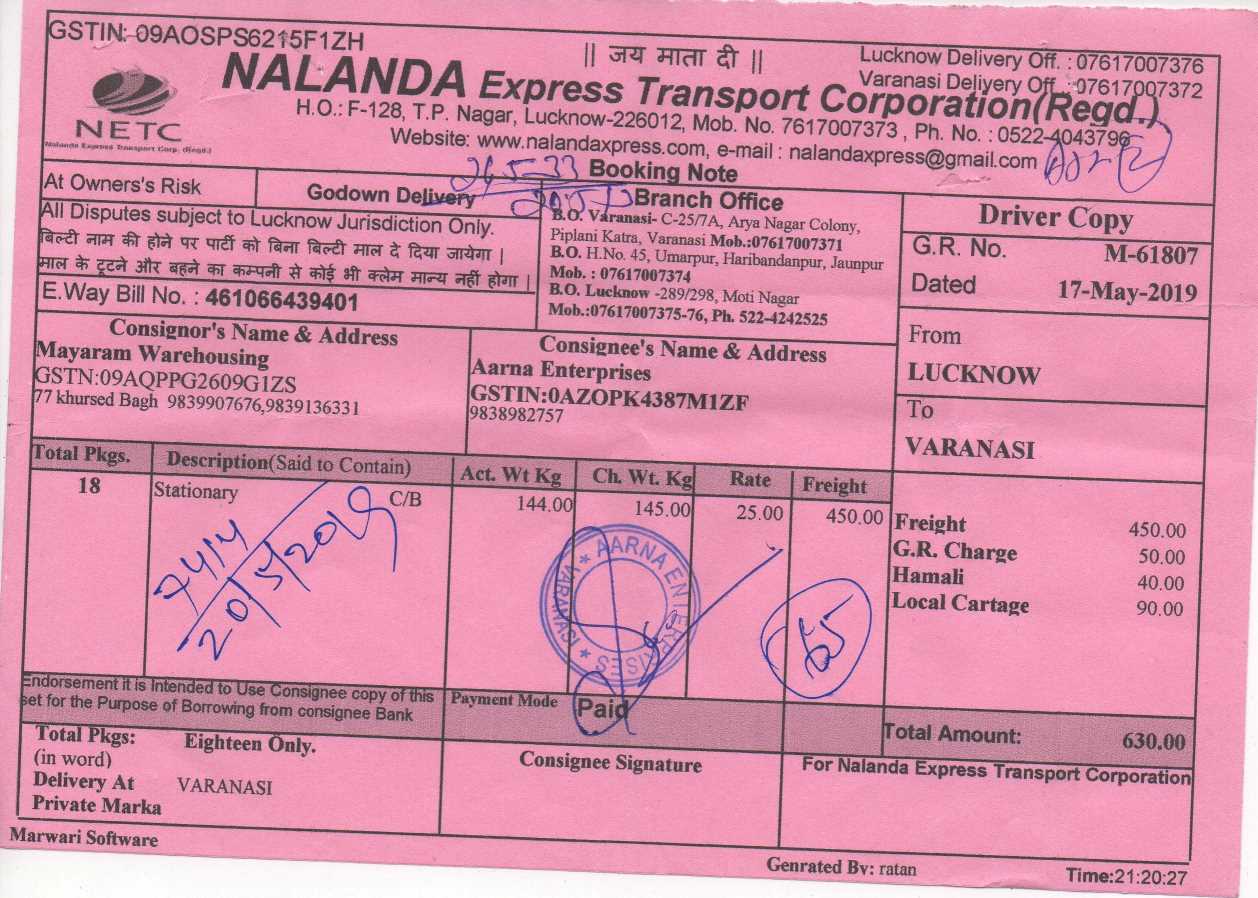 GSTIN: 09AOSPS6215F1ZH
|| जय माता दी ||
Lucknow Delivery Off. : 07617007376
Varanasi Deliyery Off. : 07617007372
NALANDA Express Transport Corporation(Regd.)
NETC
Nalanda Express Transport Corp. (Regd.)
H.O.: F-128, T.P. Nagar, Lucknow-226012, Mob. No. 7617007373 , Ph. No. : 0522-4043796
Website: www.nalandaxpress.com, e-mail : nalandaxpress@gmail.com
Booking Note
At Owners's Risk
Godown Delivery
All Disputes subject to Lucknow Jurisdiction Only.
बिल्टी नाम की होने पर पार्टी को बिना बिल्टी माल दे दिया जायेगा |
माल के टूटने और बहने का कम्पनी से कोई भी क्लेम मान्य नहीं होगा |
E.Way Bill No. : 461066439401
Branch Office
B.O. Varanasi- C-25/7A, Arya Nagar Colony,
Piplani Katra, Varanasi Mob.:07617007371
B.O. H.No. 45, Umarpur, Haribandanpur, Jaunpur
Mob. : 07617007374
B.O. Lucknow -289/298, Moti Nagar
Mob.:07617007375-76, Ph. 522-4242525
Driver Copy
G.R. No. M-61807
Dated 17-May-2019
From
LUCKNOW
To
VARANASI
Consignor's Name & Address
Mayaram Warehousing
GSTN:09AQPPG2609G1ZS
77 khursed Bagh 9839907676,9839136331
Consignee's Name & Address
Aarna Enterprises
GSTIN:0AZOPK4387M1ZF
9838982757
Total Pkgs. Description(Said to Contain) Act. Wt Kg Ch. Wt. Kg Rate Freight
18 Stationary C/B 144.00 145.00 25.00 450.00
7414
20/5/2019
AARNA ENTERPRISES
VARANASI
265
Freight 450.00
G.R. Charge 50.00
Hamali 40.00
Local Cartage 90.00
Endorsement it is Intended to Use Consignee copy of this
set for the Purpose of Borrowing from consignee Bank
Payment Mode Paid
Total Amount: 630.00
Total Pkgs: Eighteen Only.
(in word)
Delivery At VARANASI
Private Marka
Consignee Signature
For Nalanda Express Transport Corporation
Marwari Software
Genrated By: ratan
Time:21:20:27